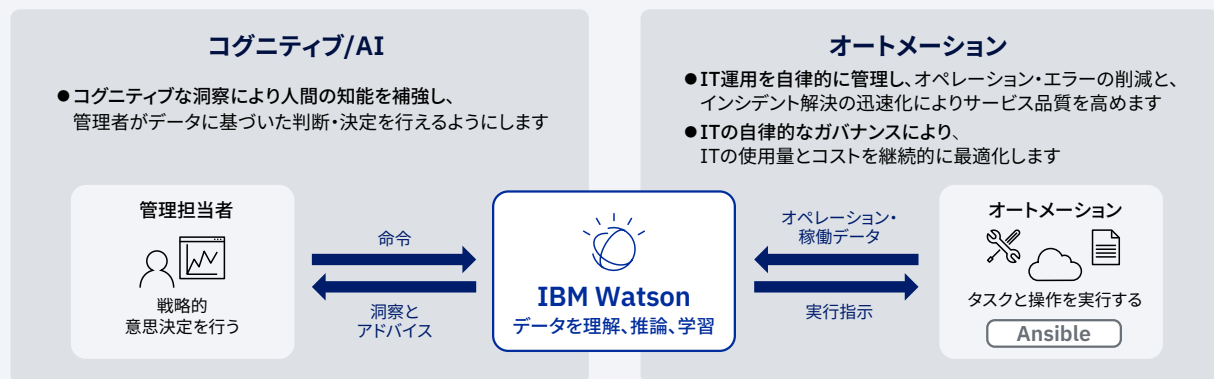 コグニティブ/AI
●コグニティブな洞察により人間の知能を補強し、
管理者がデータに基づいた判断・決定を行えるようにします
オートメーション
●IT運用を自律的に管理し、オペレーション・エラーの削減と、
インシデント解決の迅速化によりサービス品質を高めます
●ITの自律的なガバナンスにより、
ITの使用量とコストを継続的に最適化します
管理担当者
戦略的
意思決定を行う
命令
洞察と
アドバイス
IBM Watson
データを理解、推論、学習
オペレーション・
稼働データ
実行指示
オートメーション
タスクと操作を実行する
Ansible